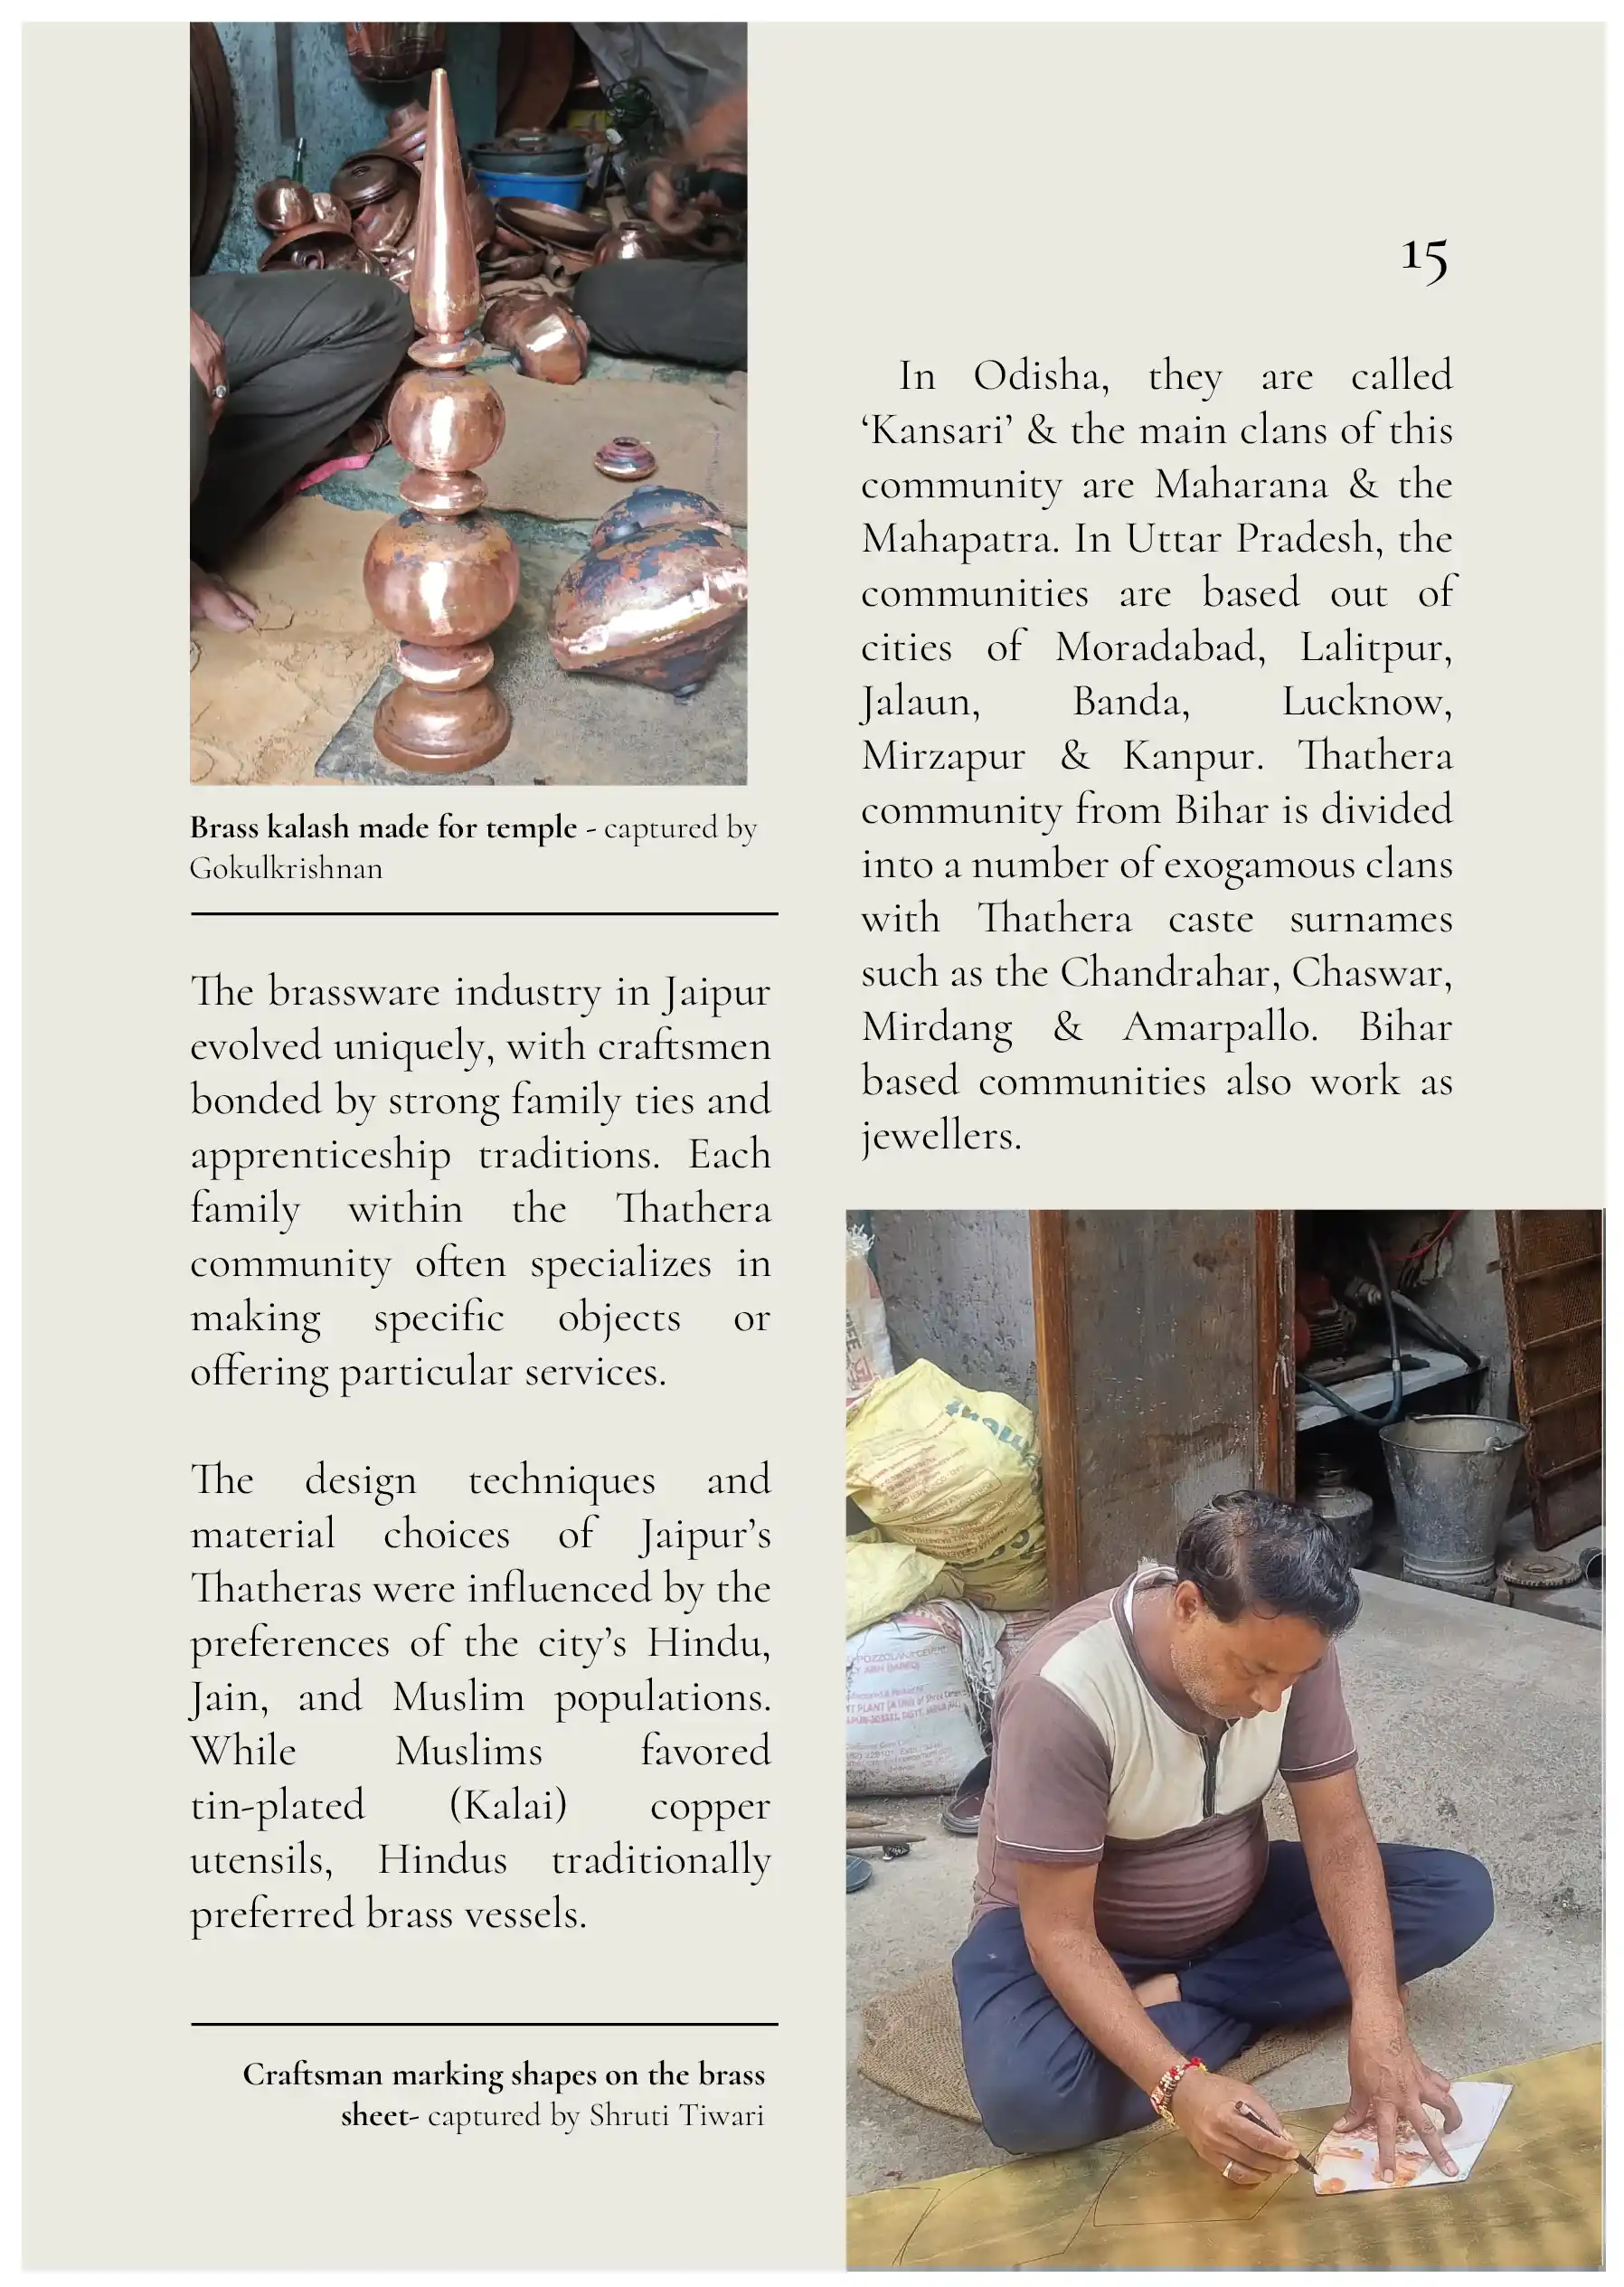 Brass kalash made for temple - captured by
Gokulkrishnan
The brassware industry in Jaipur
evolved uniquely, with craftsmen
bonded by strong family ties and
apprenticeship traditions. Each
family within the Thathera
community often specializes in
making specific objects or
offering particular services.
The design techniques and
material choices of Jaipur's
Thatheras were influenced by the
preferences of the city's Hindu,
Jain, and Muslim populations.
While Muslims favored
tin-plated (Kalai) copper
utensils, Hindus traditionally
preferred brass vessels.
Craftsman marking shapes on the brass
sheet- captured by Shruti Tiwari
15
In Odisha, they are called
‘Kansari’ & the main clans of this
community are Maharana & the
Mahapatra. In Uttar Pradesh, the
communities are based out of
cities of Moradabad, Lalitpur,
Jalaun, Banda, Lucknow,
Mirzapur & Kanpur. Thathera
community from Bihar is divided
into a number of exogamous clans
with Thathera caste surnames
such as the Chandrahar, Chaswar,
Mirdang & Amarpallo. Bihar
based communities also work as
jewellers.